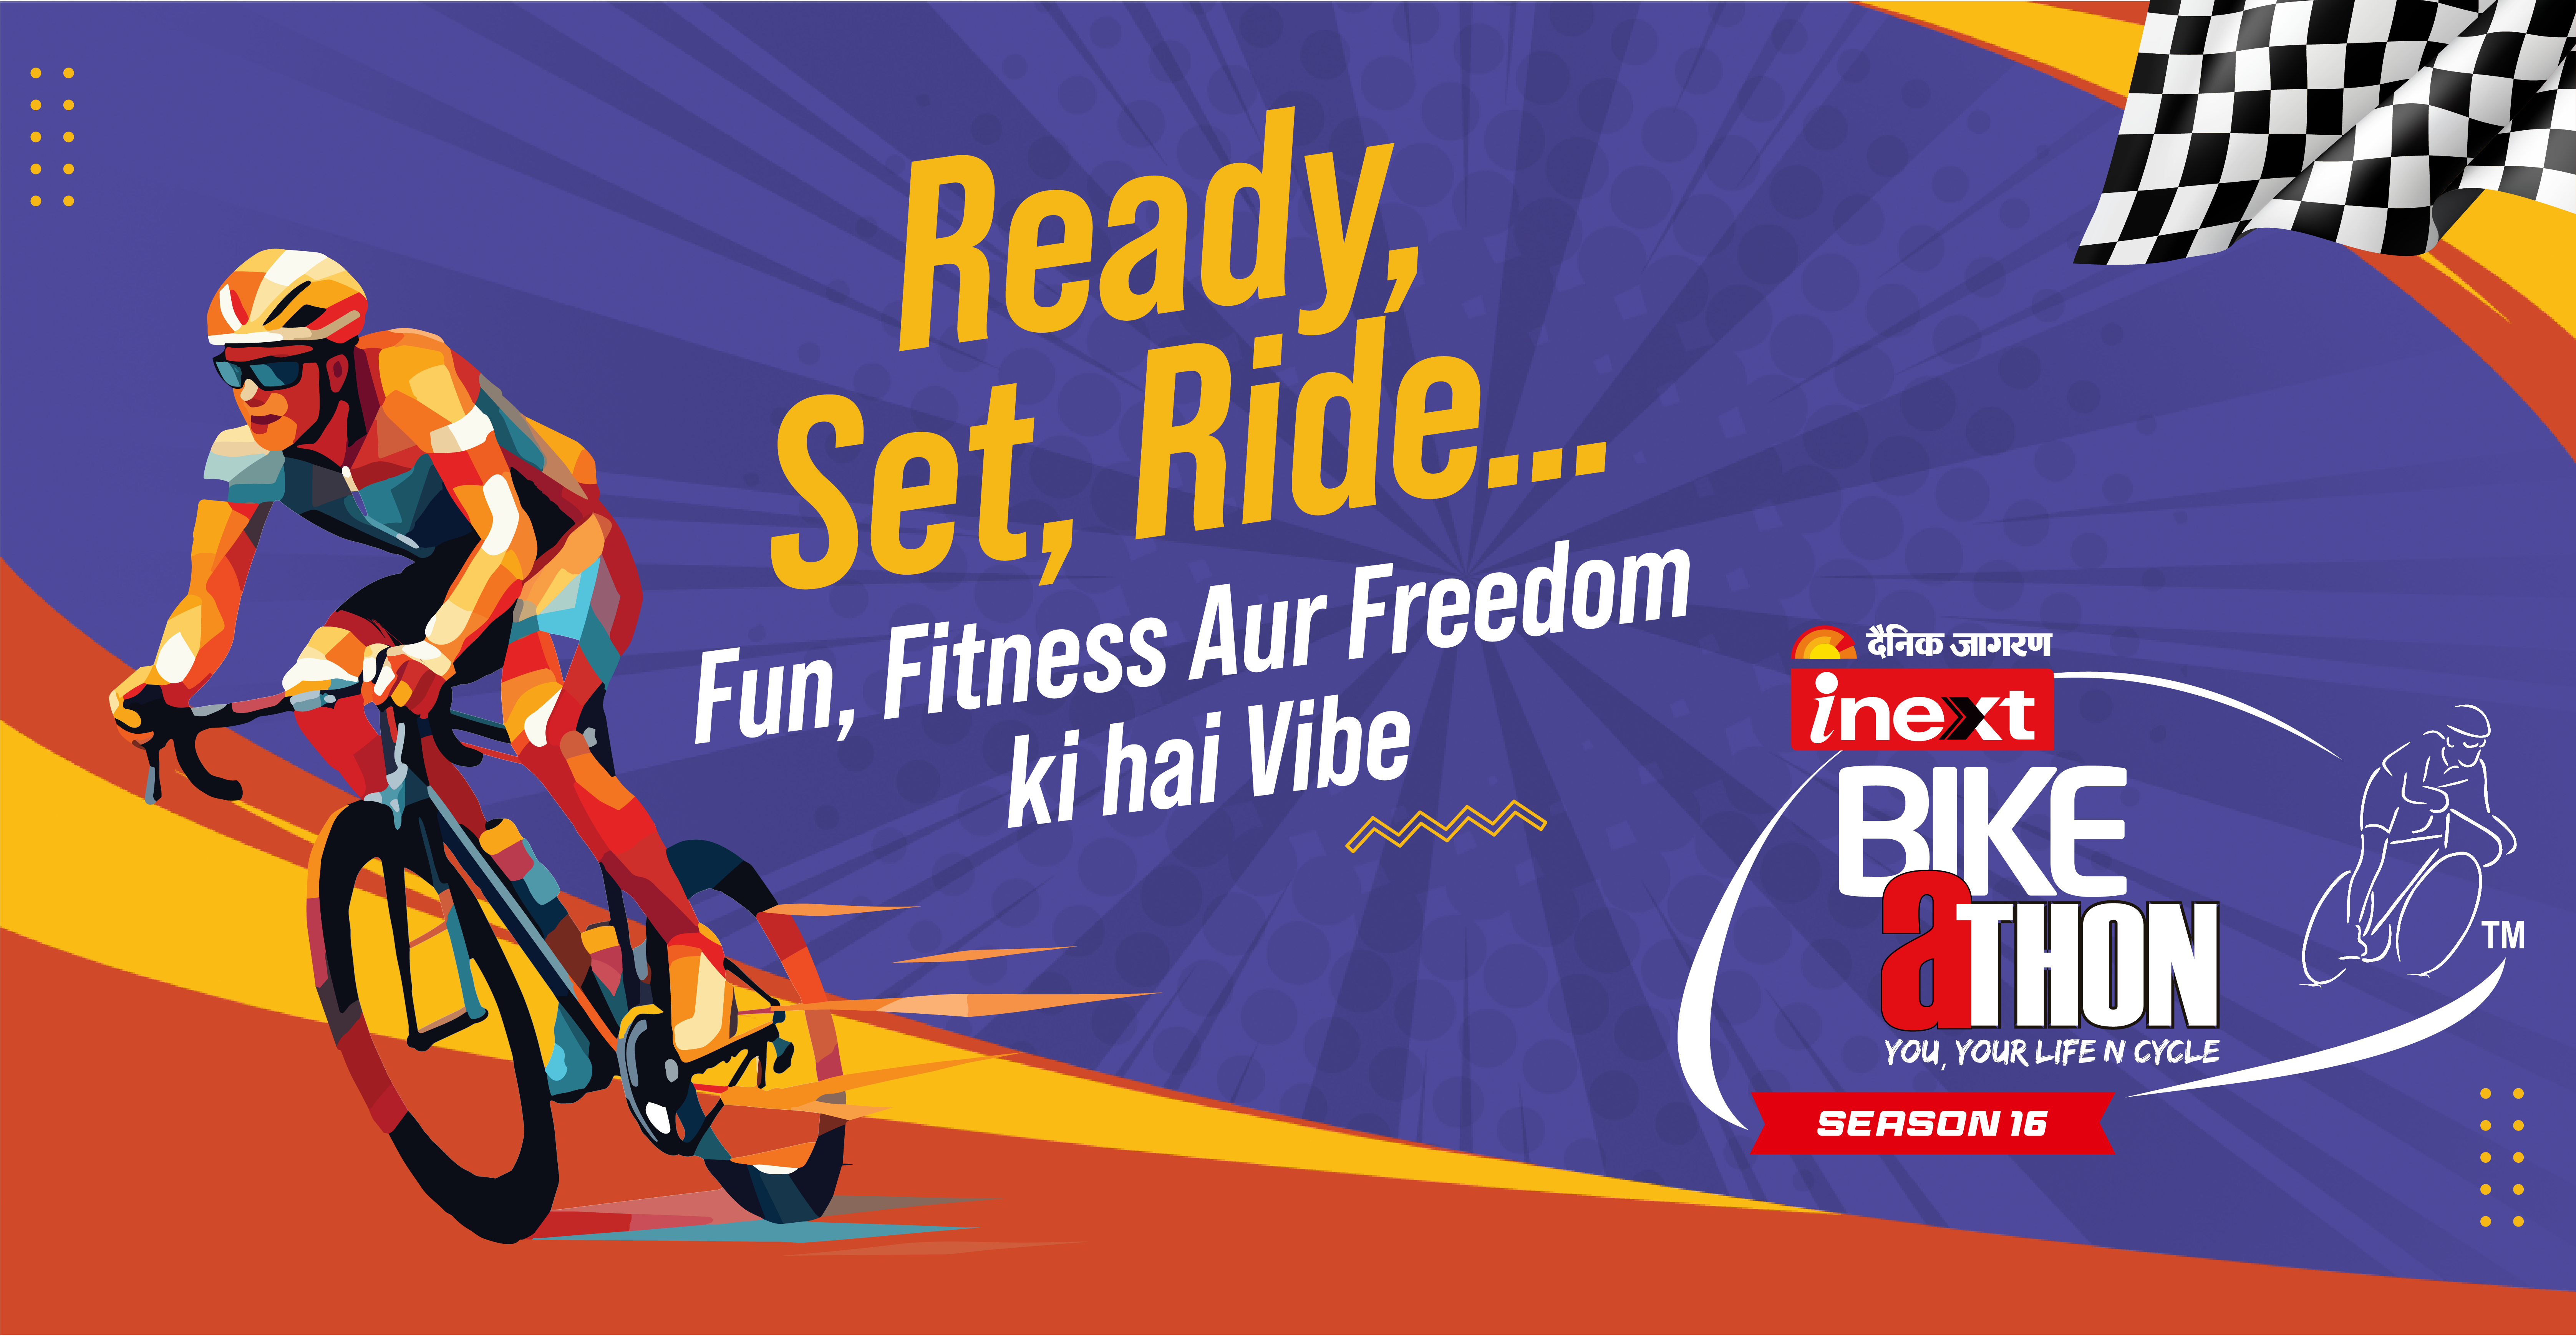 Ready,
Set, Ride...
Fun, Fitness Aur Freedom
ki hai Vibe
दैनिक जागरण
inext
BIKE
aTHON
TM
YOU, YOUR LIFE N CYCLE
SEASON 16